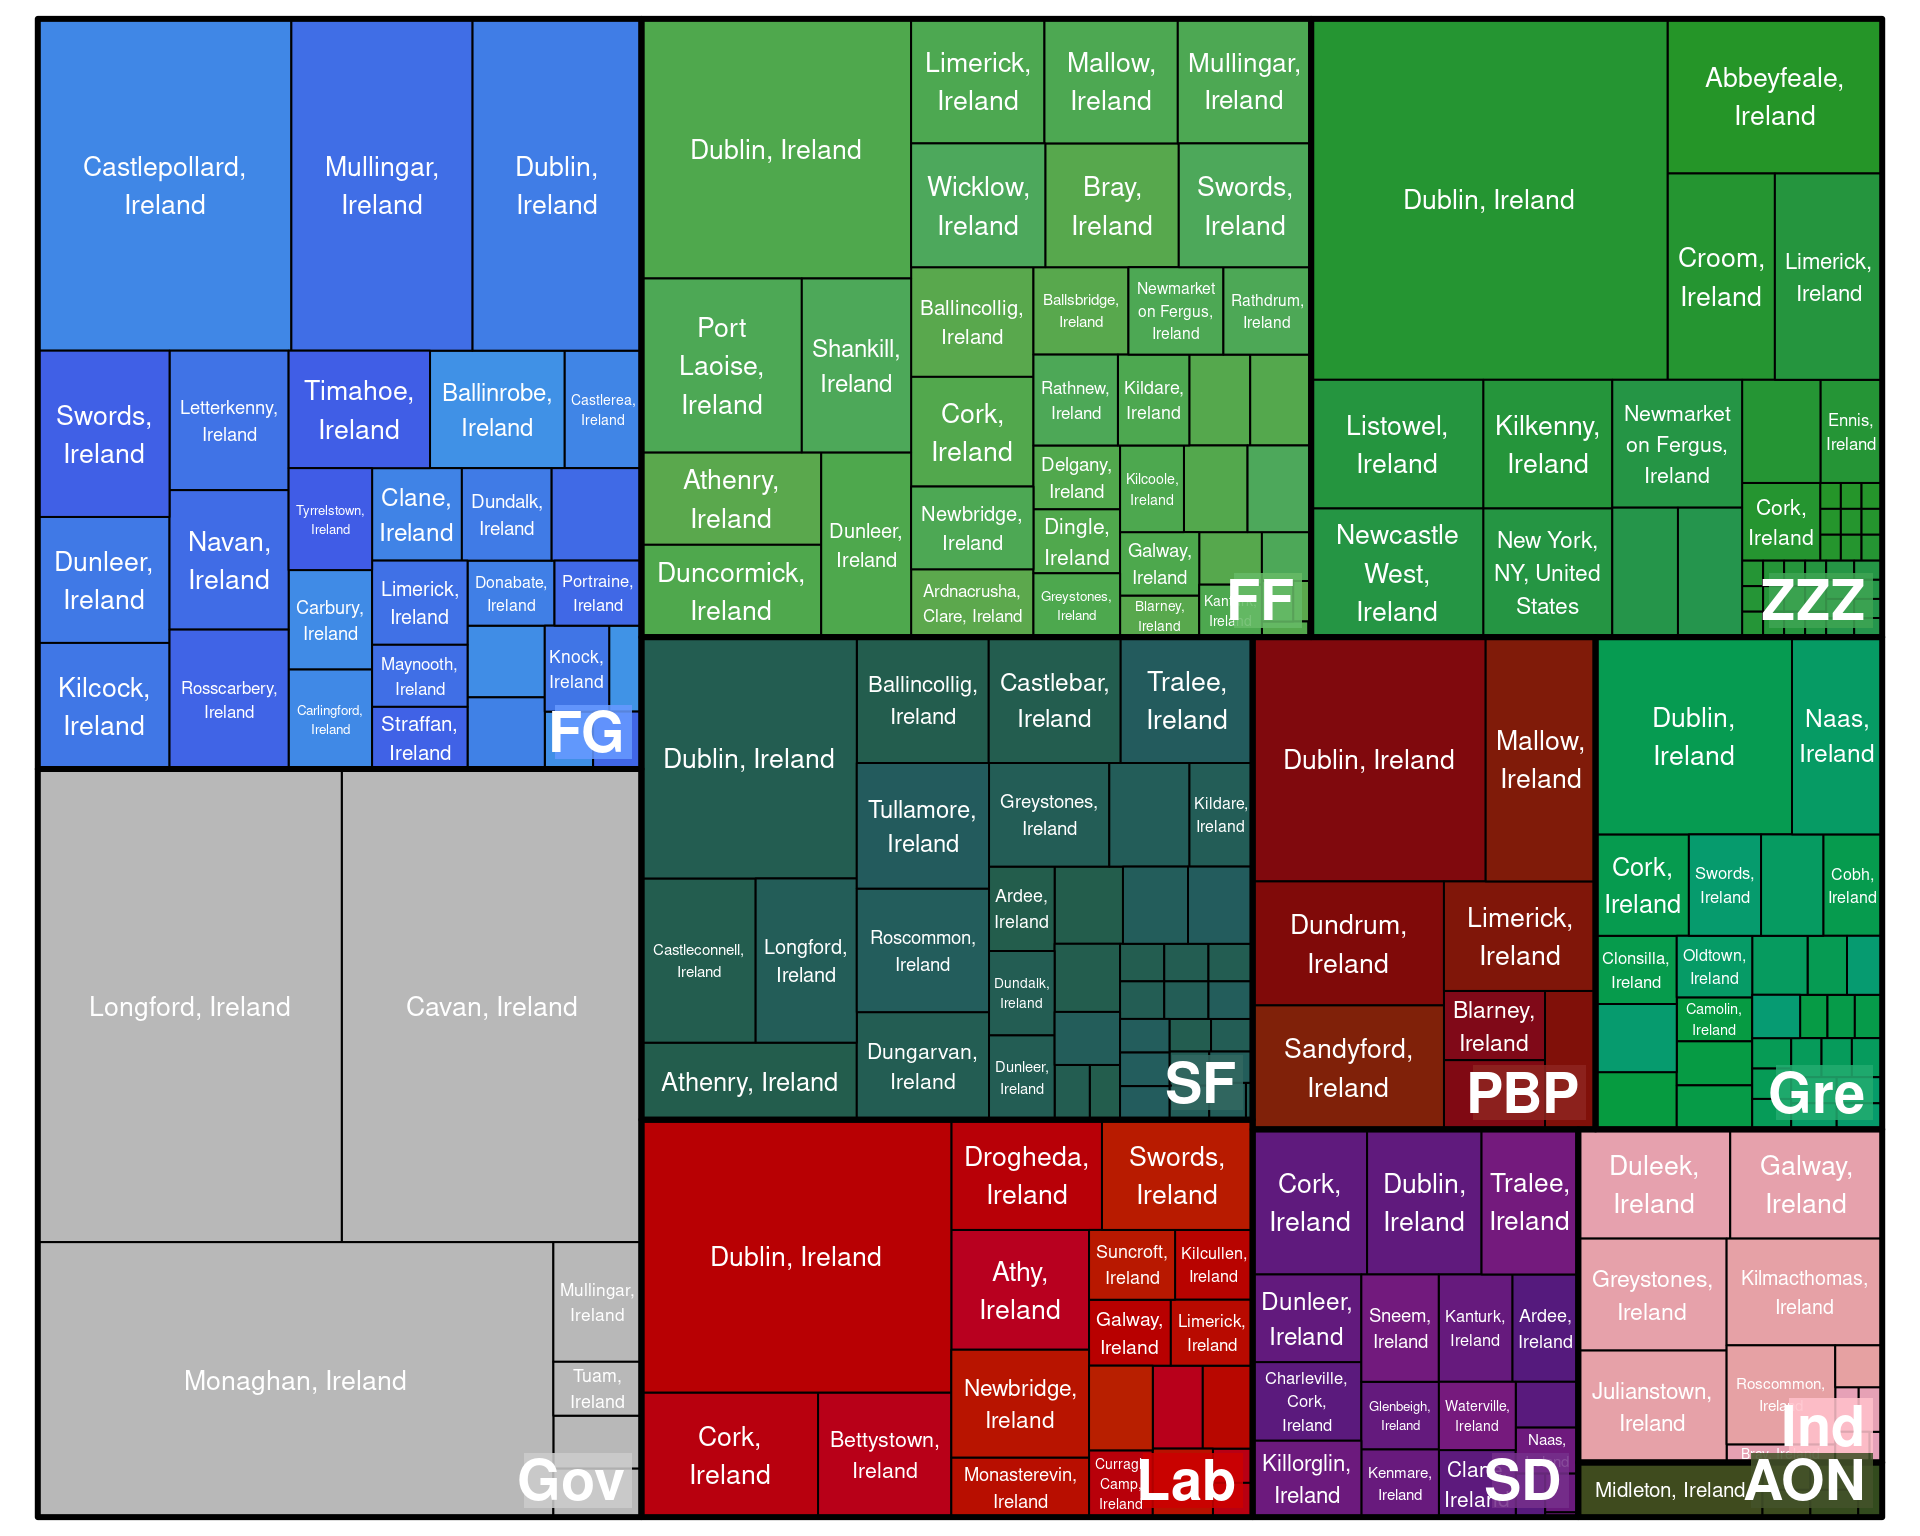 Castlepollard,
Ireland
Mullingar,
Ireland
Dublin,
Ireland
Swords,
Ireland
Letterkenny,
Ireland
Timahoe,
Ireland
Ballinrobe,
Ireland
Castlerea,
Ireland
Tyrrelstown,
Ireland
Clane,
Ireland
Dundalk,
Ireland
Dunleer,
Ireland
Navan,
Ireland
Carbury,
Ireland
Limerick,
Ireland
Donabate,
Ireland
Portraine,
Ireland
Kilcock,
Ireland
Rosscarbery,
Ireland
Carlingford,
Ireland
Maynooth,
Ireland
Straffan,
Ireland
Knock,
Ireland
FG
Longford, Ireland
Cavan, Ireland
Monaghan, Ireland
Mullingar,
Ireland
Tuam,
Ireland
Gov
Dublin, Ireland
Limerick,
Ireland
Mallow,
Ireland
Mullingar,
Ireland
Wicklow,
Ireland
Bray,
Ireland
Swords,
Ireland
Port
Laoise,
Ireland
Shankill,
Ireland
Ballincollig,
Ireland
Ballsbridge,
Ireland
Newmarket
on Fergus,
Ireland
Rathdrum,
Ireland
Cork,
Ireland
Rathnew,
Ireland
Kildare,
Ireland
Athenry,
Ireland
Dunleer,
Ireland
Duncormick,
Ireland
Newbridge,
Ireland
Delgany,
Ireland
Kilcoole,
Ireland
Dingle,
Ireland
Galway,
Ireland
Ardnacrusha,
Clare, Ireland
Greystones,
Ireland
Blarney,
Ireland
FF
Dublin, Ireland
Abbeyfeale,
Ireland
Croom,
Ireland
Limerick,
Ireland
Listowel,
Ireland
Kilkenny,
Ireland
Newmarket
on Fergus,
Ireland
Ennis,
Ireland
Newcastle
West,
Ireland
New York,
NY, United
States
Cork,
Ireland
ZZZ
Dublin, Ireland
Ballincollig,
Ireland
Castlebar,
Ireland
Tralee,
Ireland
Tullamore,
Ireland
Greystones,
Ireland
Kildare,
Ireland
Castleconnell,
Ireland
Longford,
Ireland
Roscommon,
Ireland
Ardee,
Ireland
Dundalk,
Ireland
Athenry, Ireland
Dungarvan,
Ireland
Dunleer,
Ireland
SF
Dublin, Ireland
Mallow,
Ireland
Dundrum,
Ireland
Limerick,
Ireland
Sandyford,
Ireland
Blarney,
Ireland
PBP
Dublin,
Ireland
Naas,
Ireland
Cork,
Ireland
Swords,
Ireland
Cobh,
Ireland
Clonsilla,
Ireland
Oldtown,
Ireland
Camolin,
Ireland
Gre
Dublin, Ireland
Drogheda,
Ireland
Swords,
Ireland
Athy,
Ireland
Suncroft,
Ireland
Kilcullen,
Ireland
Galway,
Ireland
Limerick,
Ireland
Cork,
Ireland
Bettystown,
Ireland
Newbridge,
Ireland
Monasterevin,
Ireland
Curragh
Camp,
Ireland
Lab
Cork,
Ireland
Dublin,
Ireland
Tralee,
Ireland
Dunleer,
Ireland
Sneem,
Ireland
Kanturk,
Ireland
Ardee,
Ireland
Charleville,
Cork,
Ireland
Glenbeigh,
Ireland
Waterville,
Ireland
Naas,
Ireland
Killorglin,
Ireland
Kenmare,
Ireland
Clane,
Ireland
SD
Duleek,
Ireland
Galway,
Ireland
Greystones,
Ireland
Kilmacthomas,
Ireland
Julianstown,
Ireland
Roscommon,
Ireland
Ind
Midleton, Ireland
AON